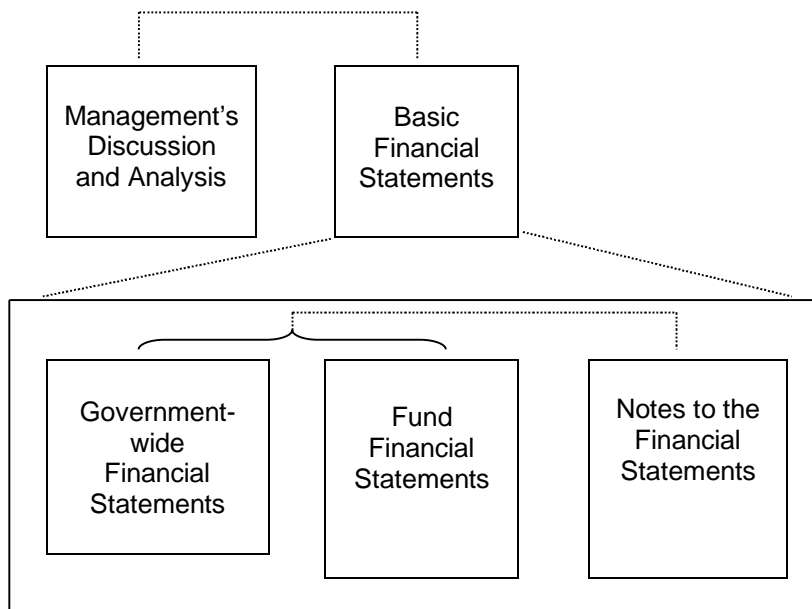 Management’s
Discussion
and Analysis
Basic
Financial
Statements
Government-
wide
Financial
Statements
Fund
Financial
Statements
Notes to the
Financial
Statements